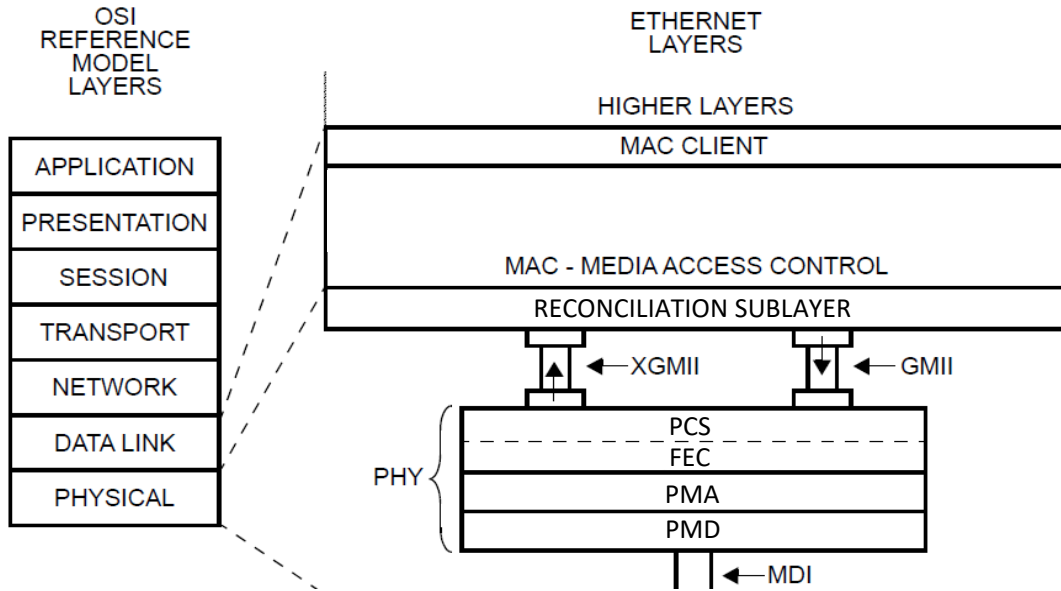 OSI
REFERENCE
MODEL
LAYERS
APPLICATION
PRESENTATION
SESSION
TRANSPORT
NETWORK
DATA LINK
PHYSICAL
ETHERNET
LAYERS
HIGHER LAYERS
MAC CLIENT
MAC - MEDIA ACCESS CONTROL
RECONCILIATION SUBLAYER
XGMII
GMII
PHY
PCS
FEC
PMA
PMD
MDI